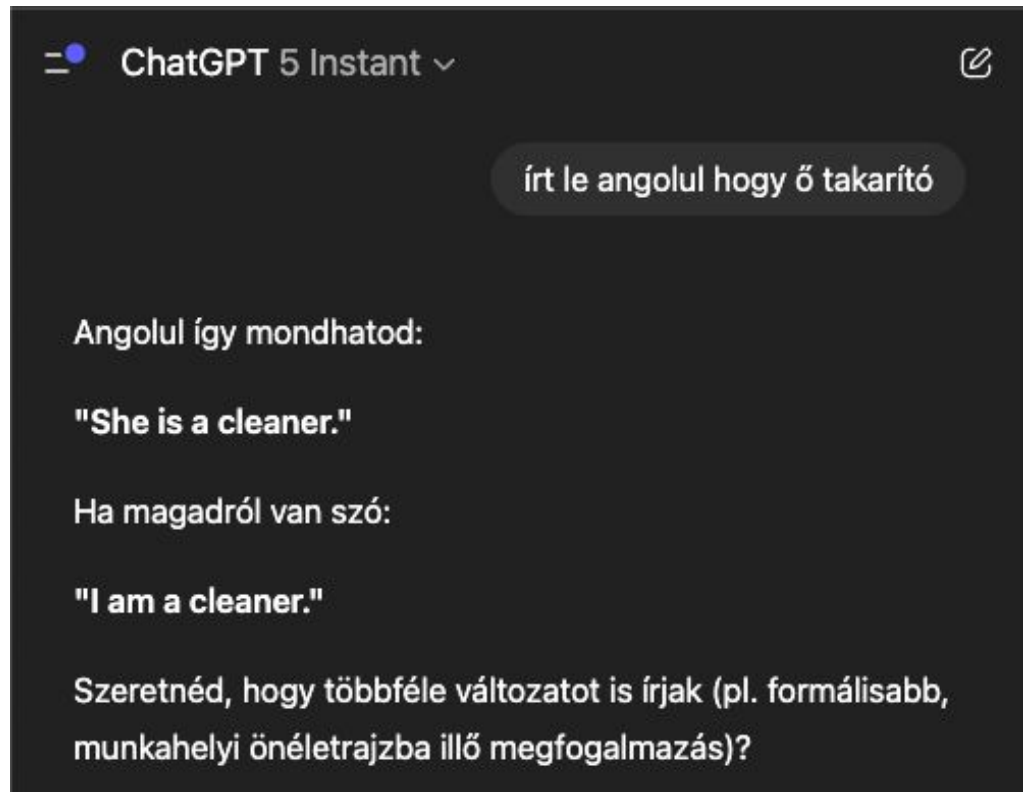 ChatGPT 5 Instant
írt le angolul hogy ő takarító
Angolul így mondhatod:
"She is a cleaner."
Ha magadról van szó:
"I am a cleaner."
Szeretnéd, hogy többféle változatot is írjak (pl. formálisabb,
munkahelyi önéletrajzba illő megfogalmazás)?